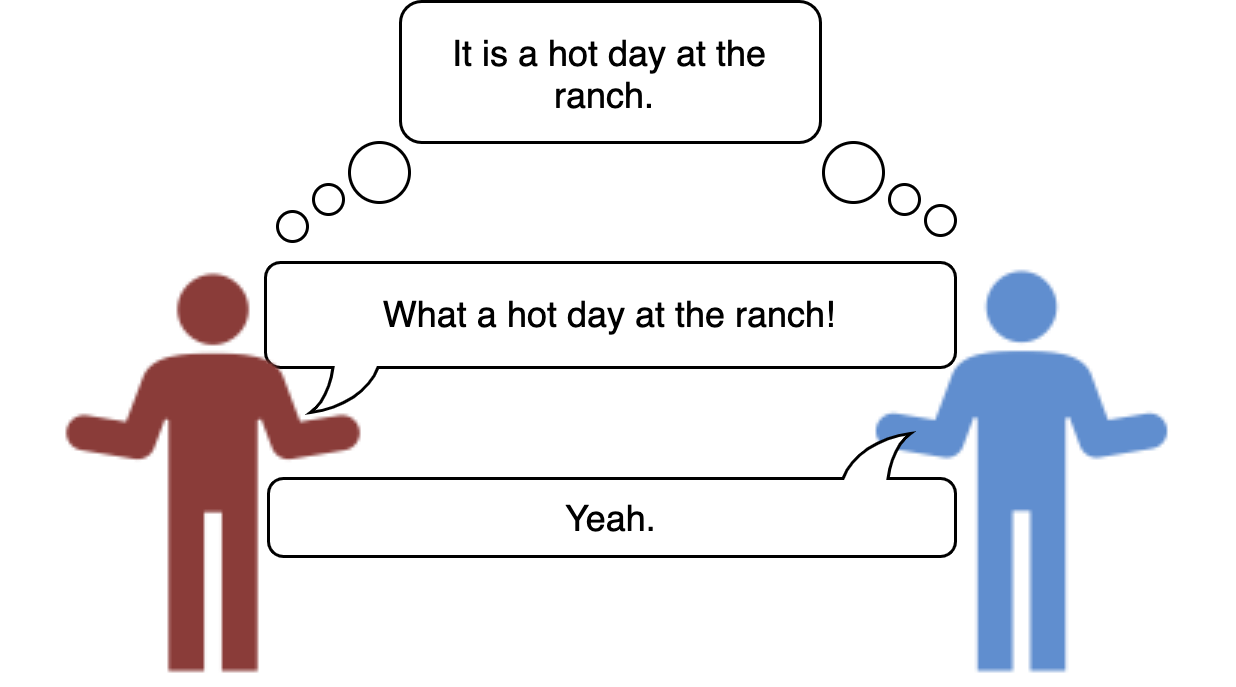 It is a hot day at the
ranch.
What a hot day at the ranch!
Yeah.